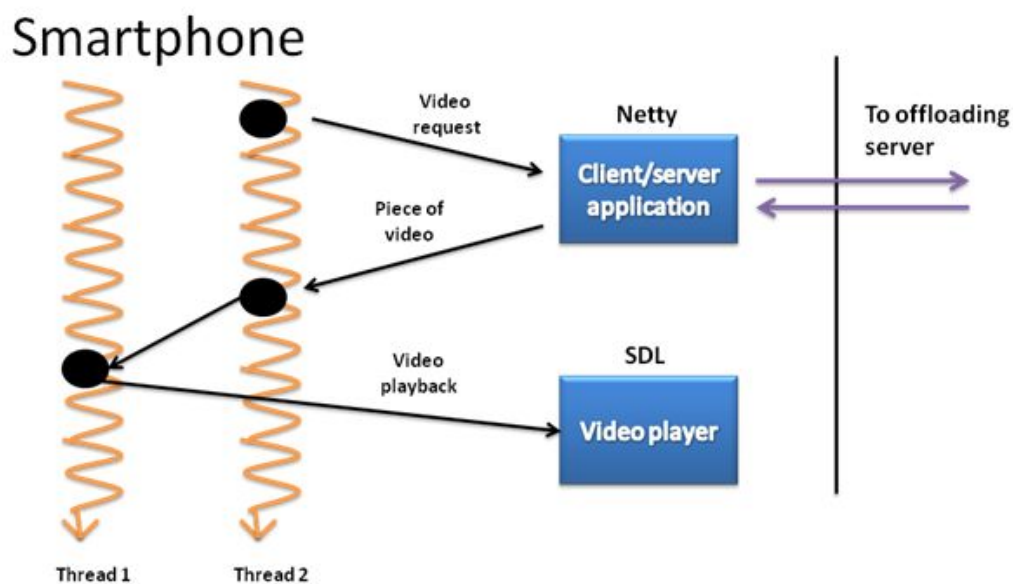 Smartphone
Video
request
Netty
Client/server
application
To offloading
server
Piece of
video
Video
playback
SDL
Video player
Thread 1
Thread 2